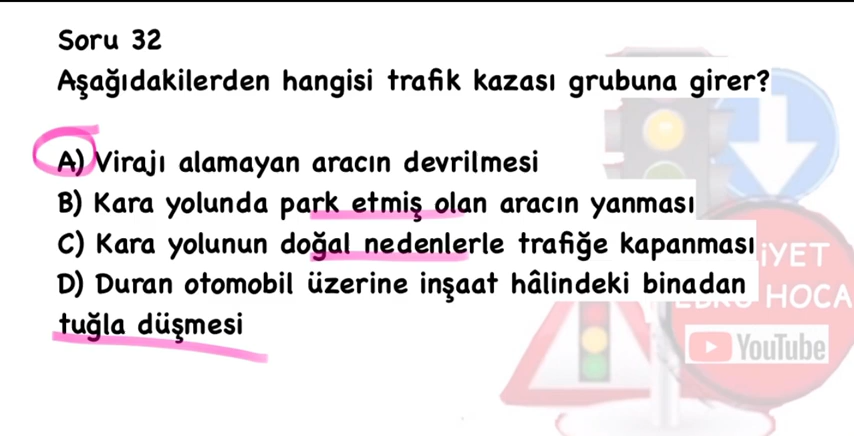 Soru 32
Aşağıdakilerden hangisi trafik kazası grubuna girer?
A) Virajı alamayan aracın devrilmesi
B) Kara yolunda park etmiş olan aracın yanması
C) Kara yolunun doğal nedenlerle trafiğe kapanması
D) Duran otomobil üzerine inşaat hâlindeki binadan
tuğla düşmesi
HOCA
YouTube